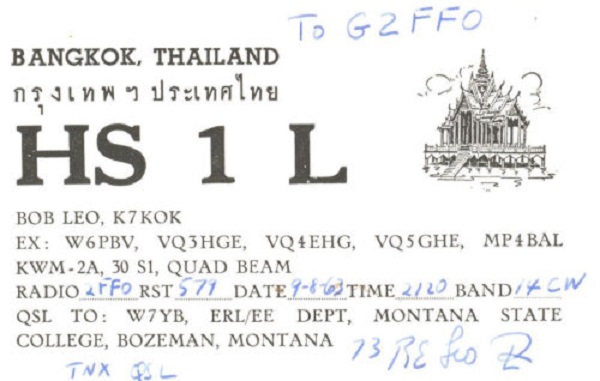 To G2FFO
BANGKOK, THAILAND
กรุงเทพฯ ประเทศไทย
HS 1 L
BOB LEO, K7KOK
EX: W6PBV, VQ3HGE, VQ4EHG, VQ5GHE, MP4BAL
KWM-2A, 30 S1, QUAD BEAM
RADIO 2FFO RST 579 DATE 9-8-63 TIME 2120 BAND 14 CW
QSL TO: W7YB, ERL/EE DEPT, MONTANA STATE
COLLEGE, BOZEMAN, MONTANA
73 RE Leo
TNX QSL